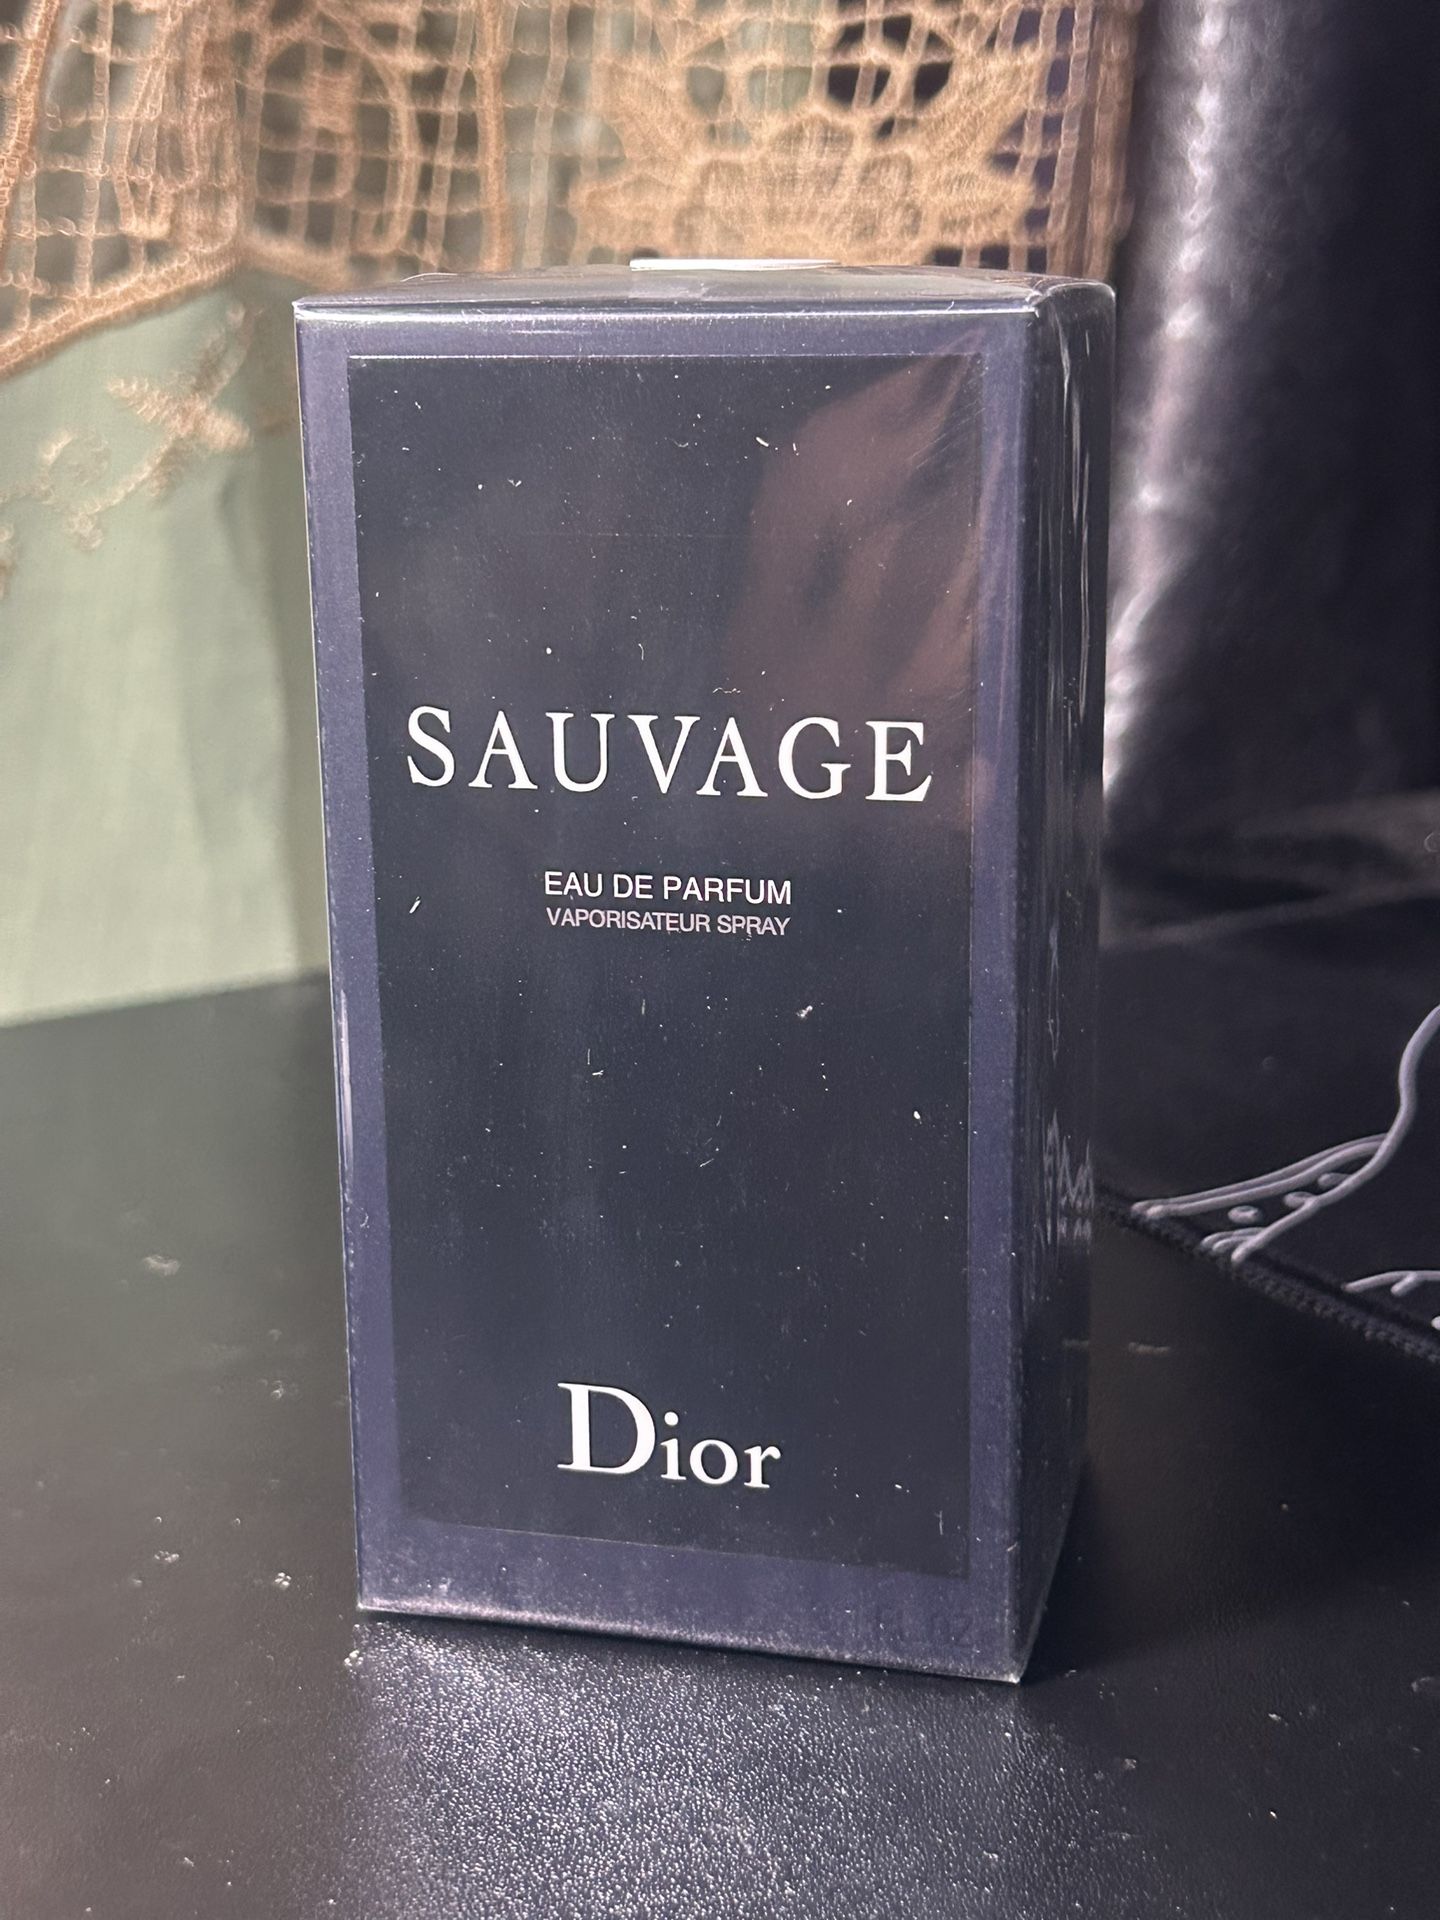 SAUVAGE
EAU DE PARFUM
VAPORISATEUR SPRAY
Dior